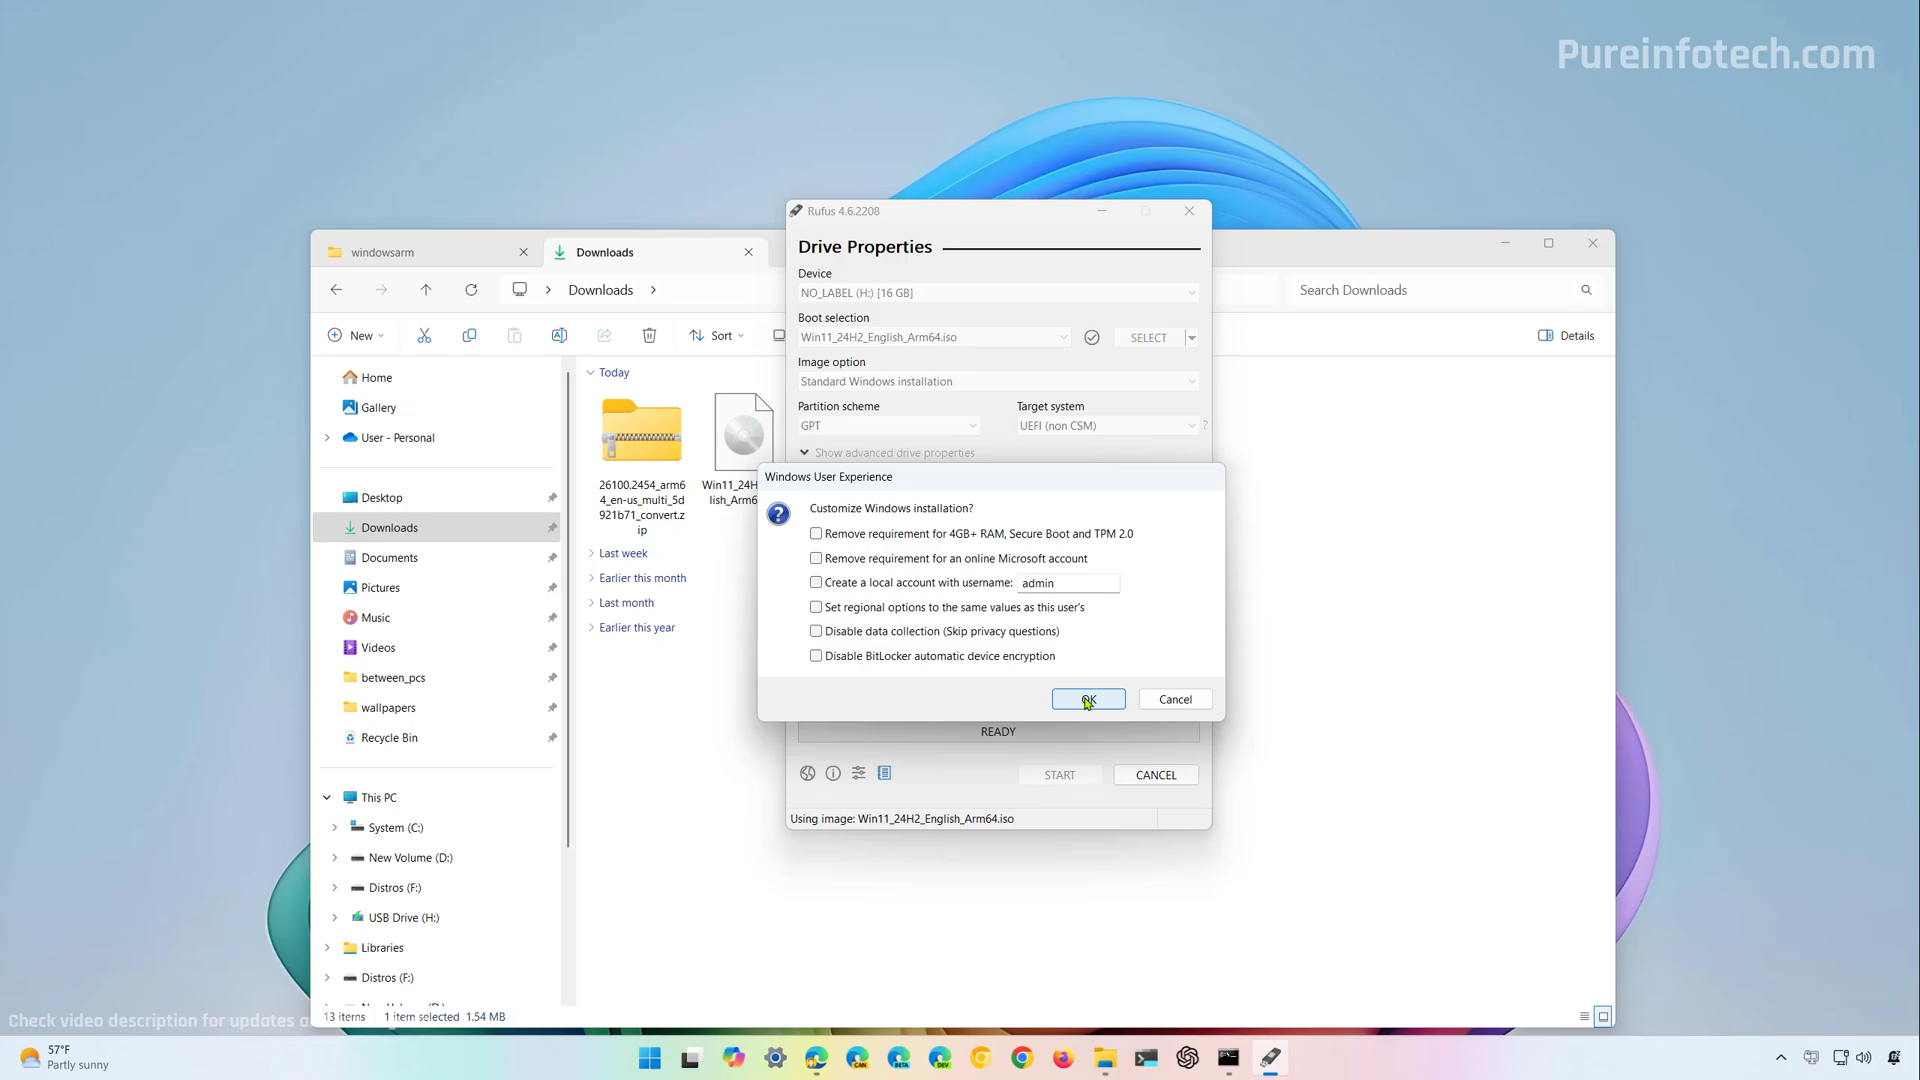 Pureinfotech.com
Rufus 4.6.2208
Drive Properties
Device
NO_LABEL (H:) [16 GB]
Boot selection
Win11_24H2_English_Arm64.iso
SELECT
Image option
Standard Windows installation
Partition scheme
Target system
GPT
UEFI (non CSM)
?
Show advanced drive properties
windowsarm
Downloads
Downloads
Search Downloads
New
Sort
Details
Home
Gallery
User - Personal
Desktop
Downloads
Documents
Pictures
Music
Videos
between_pcs
wallpapers
Recycle Bin
This PC
System (C:)
New Volume (D:)
Distros (F:)
USB Drive (H:)
Libraries
Distros (F:)
Today
26100.2454_arm6
4_en-us_multi_5d
921b71_convert.z
ip
Win11_24H
lish_Arm6
Last week
Earlier this month
Last month
Earlier this year
Windows User Experience
Customize Windows installation?
Remove requirement for 4GB+ RAM, Secure Boot and TPM 2.0
Remove requirement for an online Microsoft account
Create a local account with username: admin
Set regional options to the same values as this user's
Disable data collection (Skip privacy questions)
Disable BitLocker automatic device encryption
OK
Cancel
READY
START
CANCEL
Using image: Win11_24H2_English_Arm64.iso
13 items
1 item selected 1.54 MB
Check video description for updates
57°F
Partly sunny
CAN
BETA
DEV